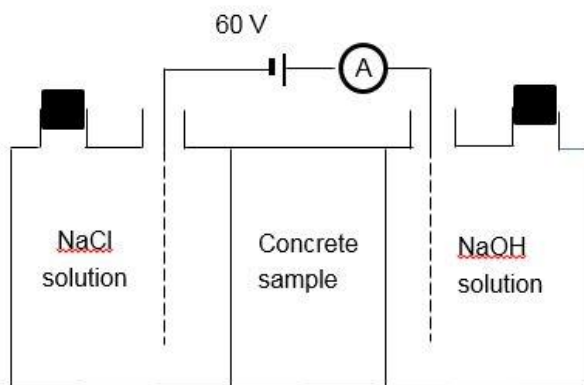 60 V
A
NaCl
solution
Concrete
sample
NaOH
solution